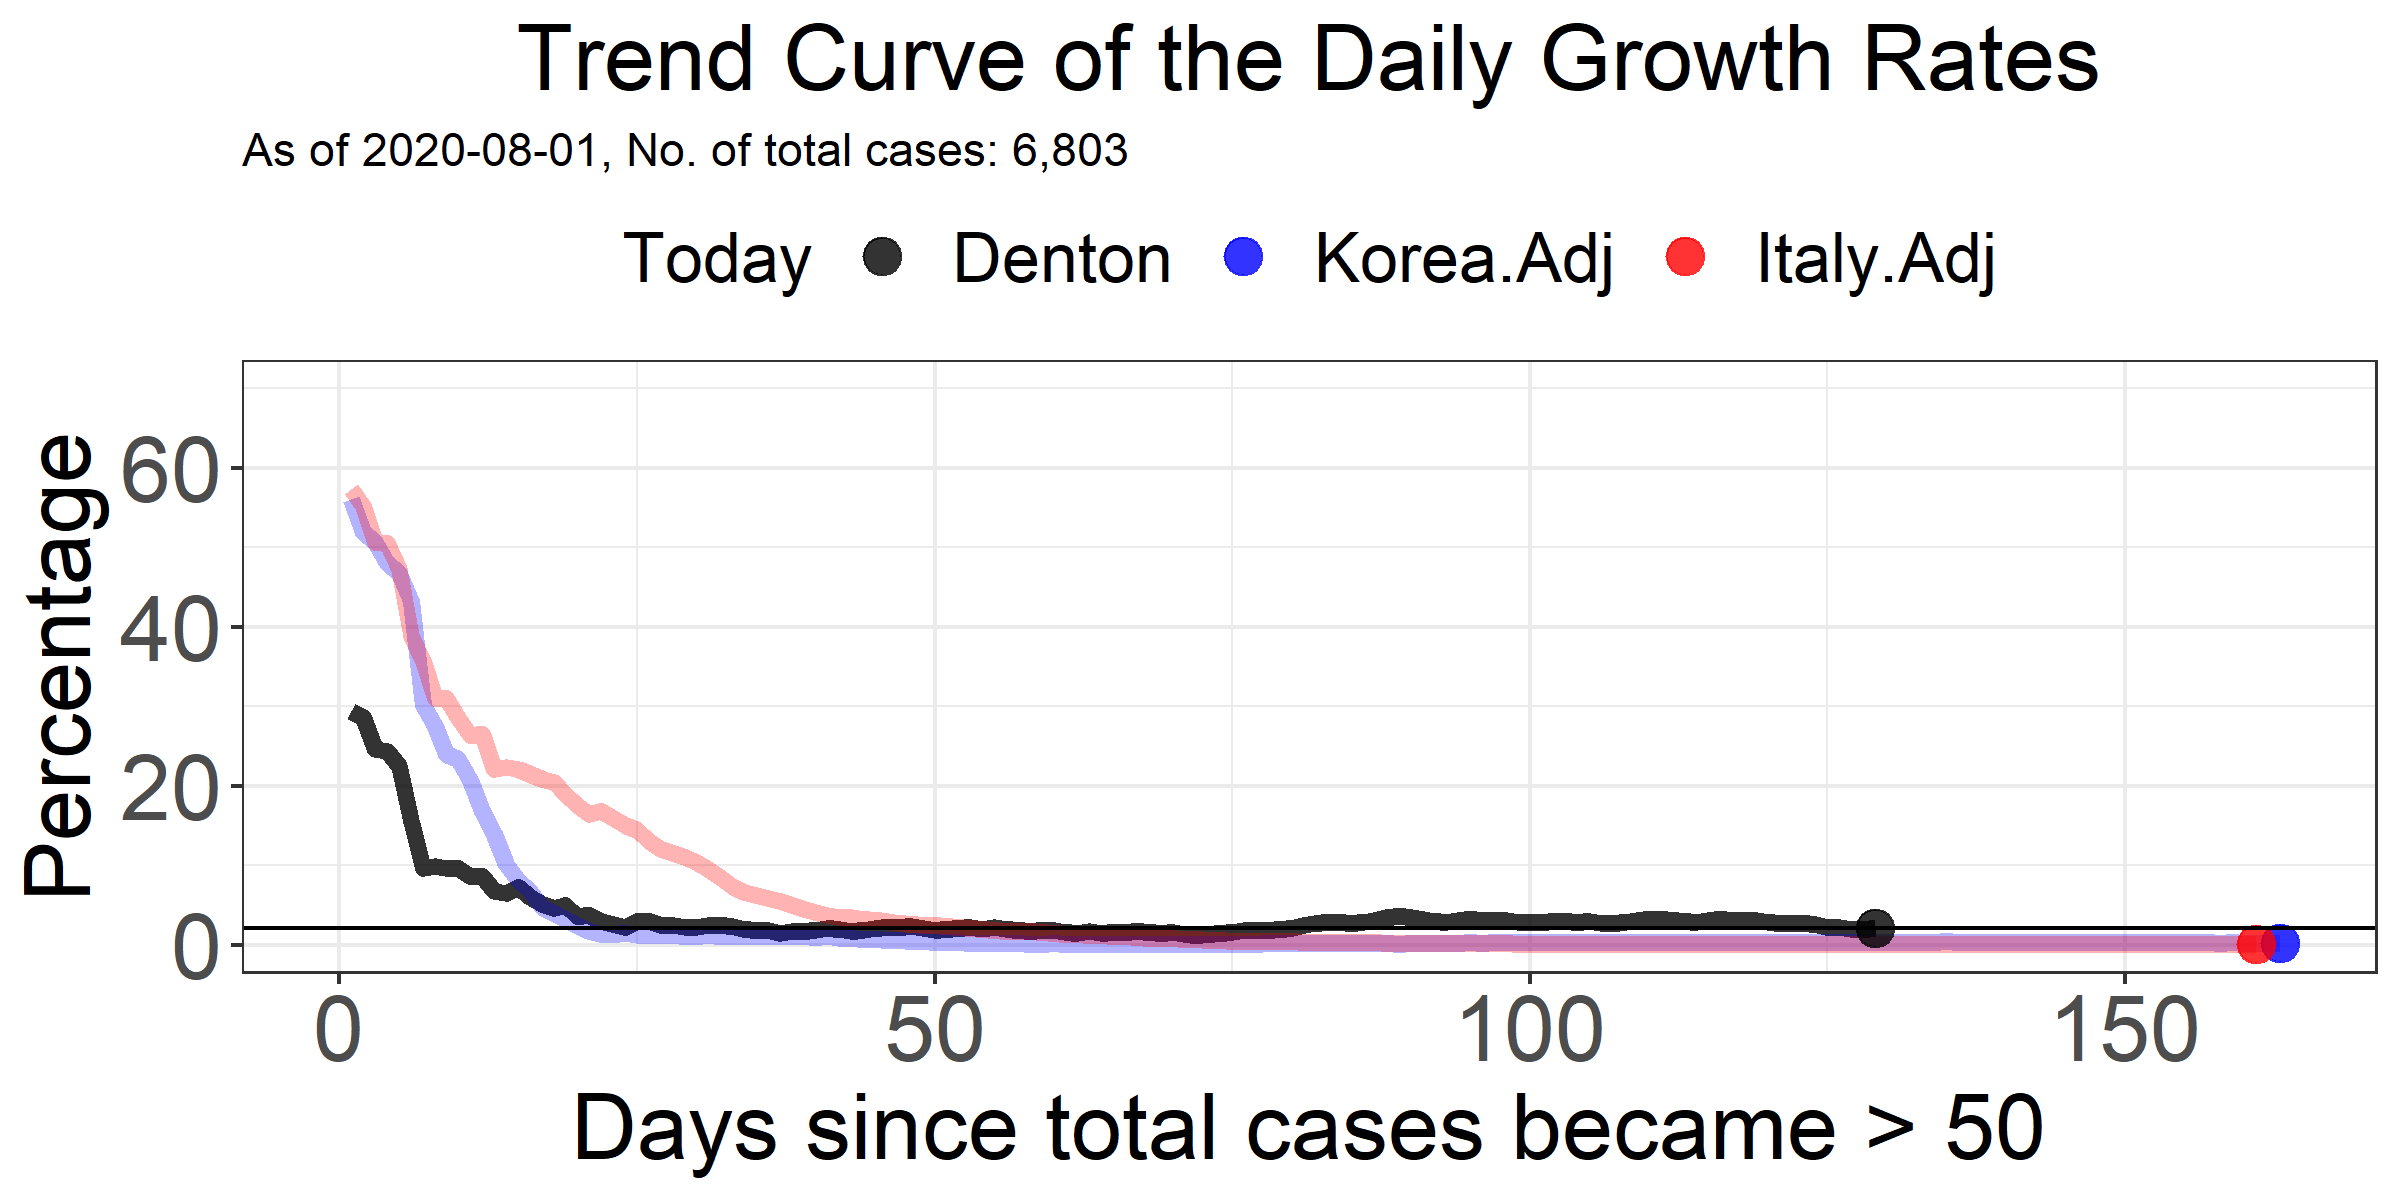 Trend Curve of the Daily Growth Rates
As of 2020-08-01, No. of total cases: 6,803
Today Denton Korea.Adj Italy.Adj
Percentage
60
40
20
0
0 50 100 150
Days since total cases became > 50